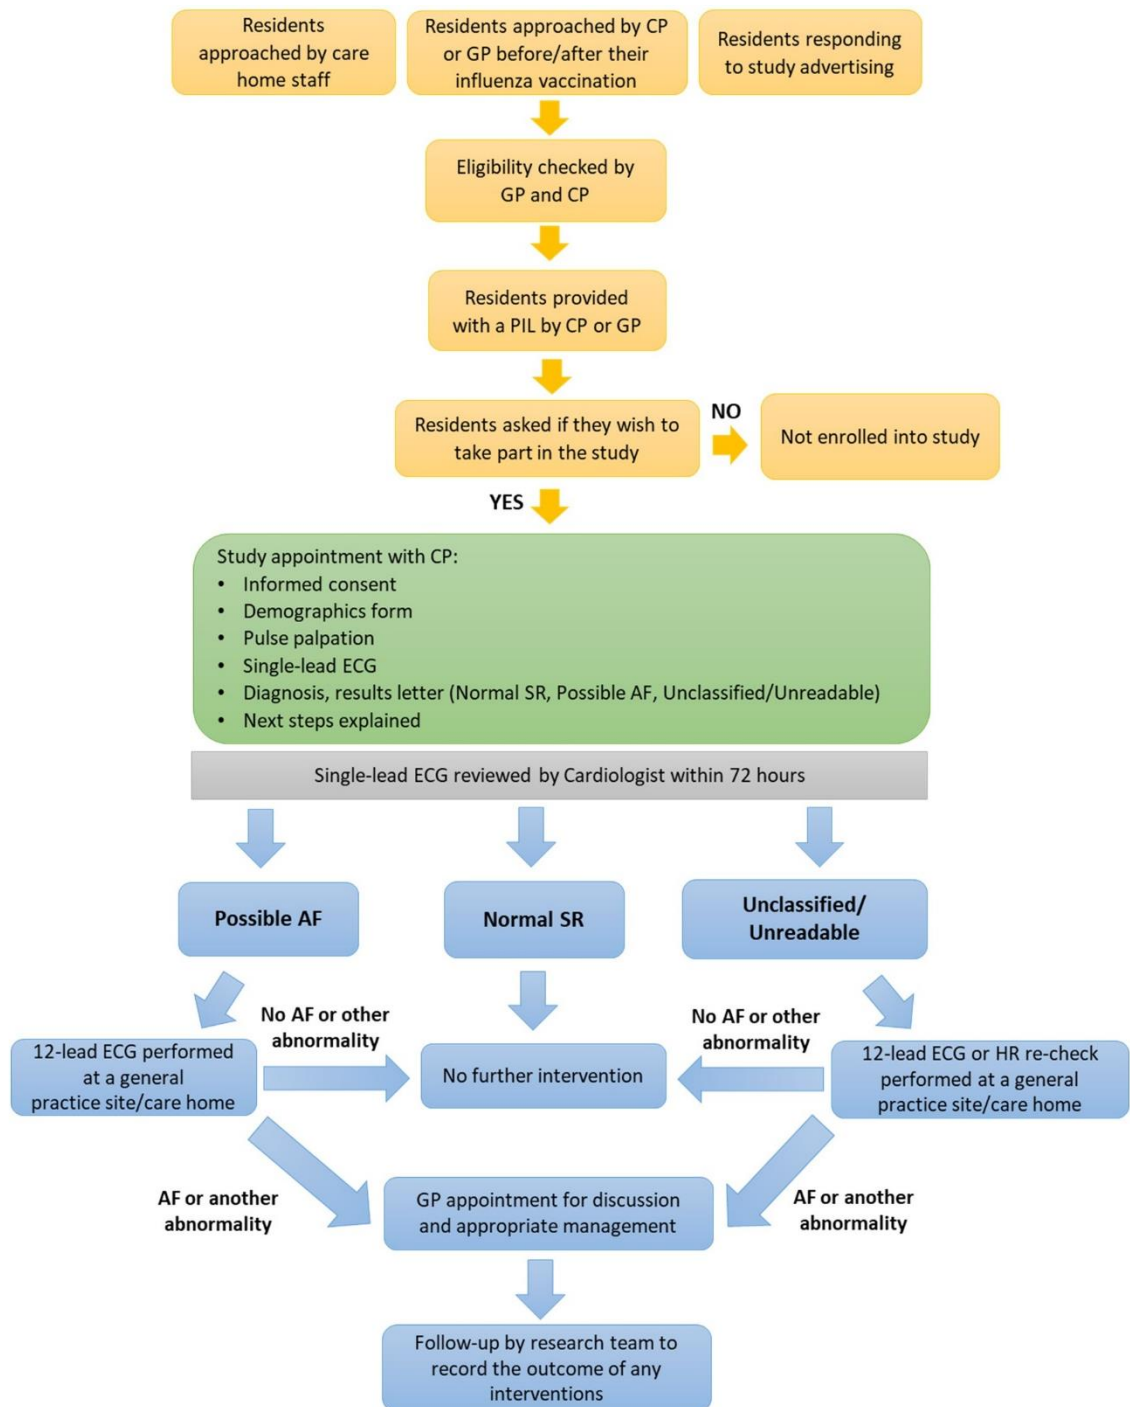 Residents
approached by care
home staff
Residents approached by CP
or GP before/after their
influenza vaccination
Residents responding
to study advertising
Eligibility checked by
GP and CP
Residents provided
with a PIL by CP or GP
Residents asked if they wish to
take part in the study
NO
Not enrolled into study
YES
Study appointment with CP:
• Informed consent
• Demographics form
• Pulse palpation
• Single-lead ECG
• Diagnosis, results letter (Normal SR, Possible AF, Unclassified/Unreadable)
• Next steps explained
Single-lead ECG reviewed by Cardiologist within 72 hours
Possible AF
Normal SR
Unclassified/
Unreadable
No AF or other
abnormality
No AF or other
abnormality
12-lead ECG performed
at a general
practice site/care home
No further intervention
12-lead ECG or HR re-check
performed at a general
practice site/care home
AF or another
abnormality
GP appointment for discussion
and appropriate management
AF or another
abnormality
Follow-up by research team to
record the outcome of any
interventions